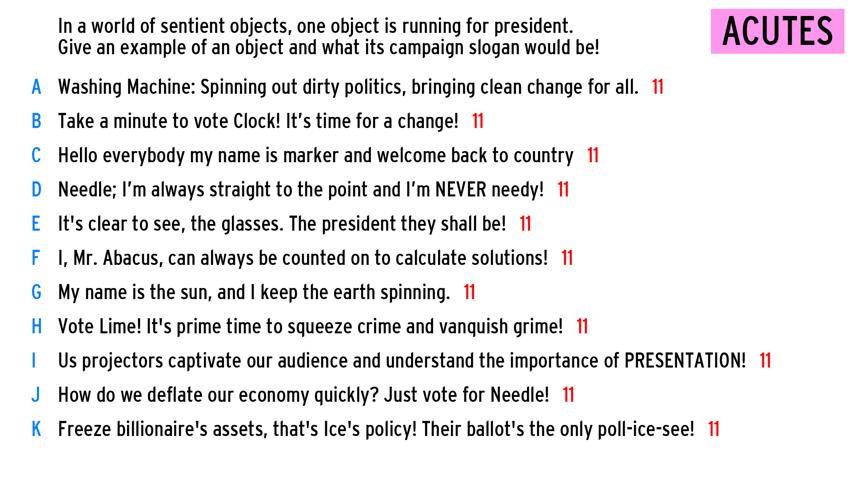 In a world of sentient objects, one object is running for president.
Give an example of an object and what its campaign slogan would be!
ACUTES
A Washing Machine: Spinning out dirty politics, bringing clean change for all. 11
B Take a minute to vote Clock! It's time for a change! 11
C Hello everybody my name is marker and welcome back to country 11
D Needle; I'm always straight to the point and I'm NEVER needy! 11
E It's clear to see, the glasses. The president they shall be! 11
F I, Mr. Abacus, can always be counted on to calculate solutions! 11
G My name is the sun, and I keep the earth spinning. 11
H Vote Lime! It's prime time to squeeze crime and vanquish grime! 11
I Us projectors captivate our audience and understand the importance of PRESENTATION! 11
J How do we deflate our economy quickly? Just vote for Needle! 11
K Freeze billionaire's assets, that's Ice's policy! Their ballot's the only poll-ice-see! 11